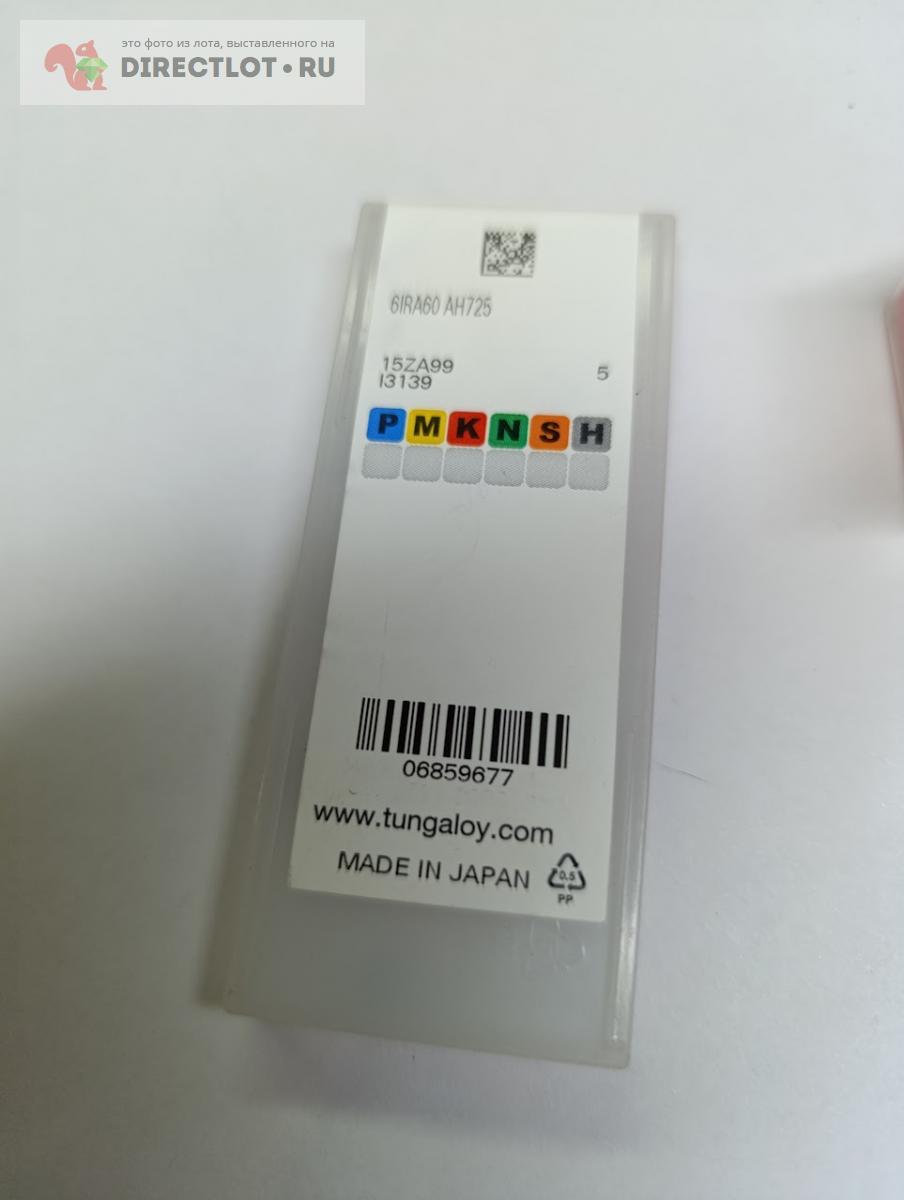 это фото из лота, выставленного на
DIRECTLOT•RU
6IRA60 AH725
15ZA99 5
I3139
P M K N S H
06859677
www.tungaloy.com
MADE IN JAPAN
0.5
PP